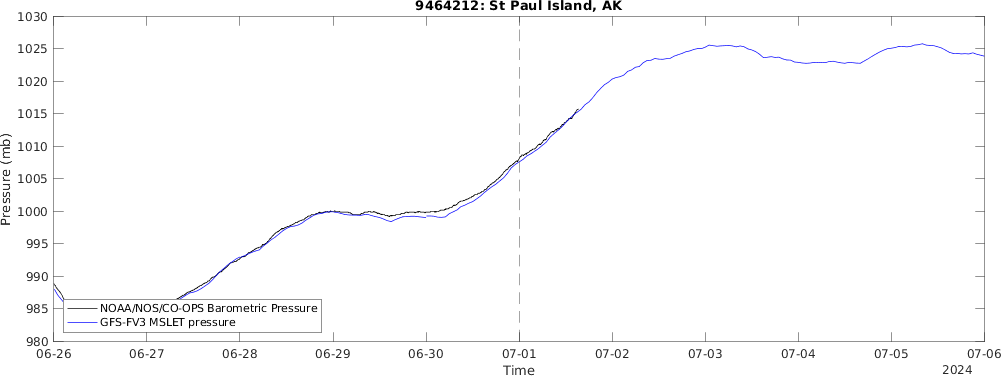 9464212: St Paul Island, AK
1030
1025
1020
1015
1010
1005
1000
995
990
985
980
Pressure (mb)
NOAA/NOS/CO-OPS Barometric Pressure
GFS-FV3 MSLET pressure
06-26 06-27 06-28 06-29 06-30 07-01 07-02 07-03 07-04 07-05 07-06
Time
2024